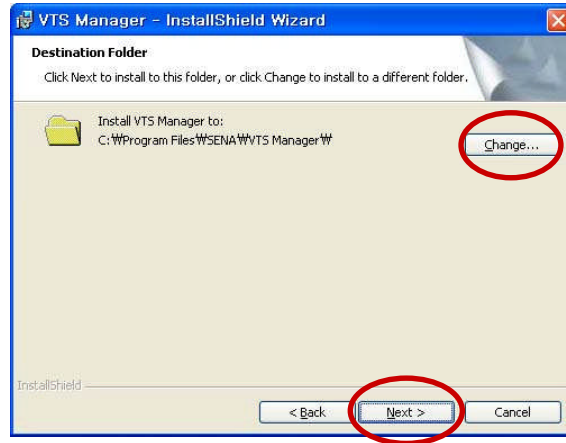 VTS Manager - InstallShield Wizard
Destination Folder
Click Next to install to this folder, or click Change to install to a different folder.
Install VTS Manager to:
C:₩Program Files₩SENA₩VTS Manager₩
Change...
InstallShield
< Back
Next >
Cancel